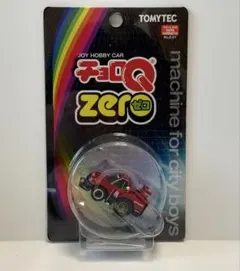 TOMYTEC
JOY HOBBY CAR
チョロQ
zero ゼロ
machine for city boys